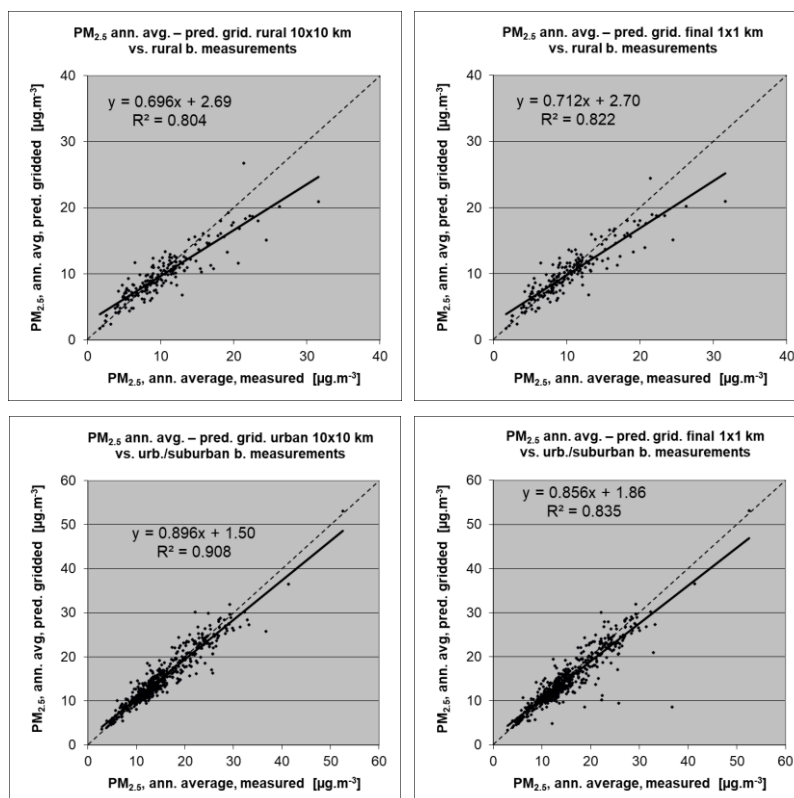 PM2.5 ann. avg. – pred. grid. rural 10x10 km
vs. rural b. measurements
40
30
20
10
0
y = 0.696x + 2.69
R² = 0.804
PM2.5, ann. avg, pred. gridded [µg.m-3]
0 10 20 30 40
PM2.5, ann. average, measured [µg.m-3]
PM2.5 ann. avg. – pred. grid. final 1x1 km
vs. rural b. measurements
40
30
20
10
0
y = 0.712x + 2.70
R² = 0.822
PM2.5, ann. avg, pred. gridded [µg.m-3]
0 10 20 30 40
PM2.5, ann. average, measured [µg.m-3]
PM2.5 ann. avg. – pred. grid. urban 10x10 km
vs. urb./suburban b. measurements
60
50
40
30
20
10
0
y = 0.896x + 1.50
R² = 0.908
PM2.5, ann. avg, pred. gridded [µg.m-3]
0 10 20 30 40 50 60
PM2.5, ann. average, measured [µg.m-3]
PM2.5 ann. avg. – pred. grid. final 1x1 km
vs. urb./suburban b. measurements
60
50
40
30
20
10
0
y = 0.856x + 1.86
R² = 0.835
PM2.5, ann. avg, pred. gridded [µg.m-3]
0 10 20 30 40 50 60
PM2.5, ann. average, measured [µg.m-3]